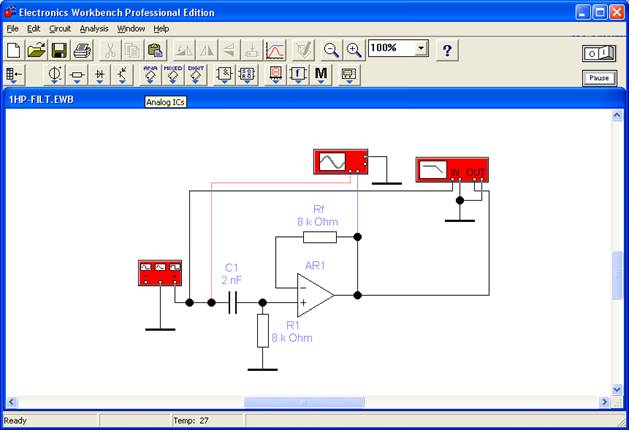 Electronics Workbench Professional Edition
File Edit Circuit Analysis Window Help
100%
?
ANA MIXED DIGIT
M
Pause
1HP-FILT.EWB
Analog ICs
IN OUT
Rf
8 k Ohm
C1
2 nF
AR1
R1
8 k Ohm
Ready
Temp: 27